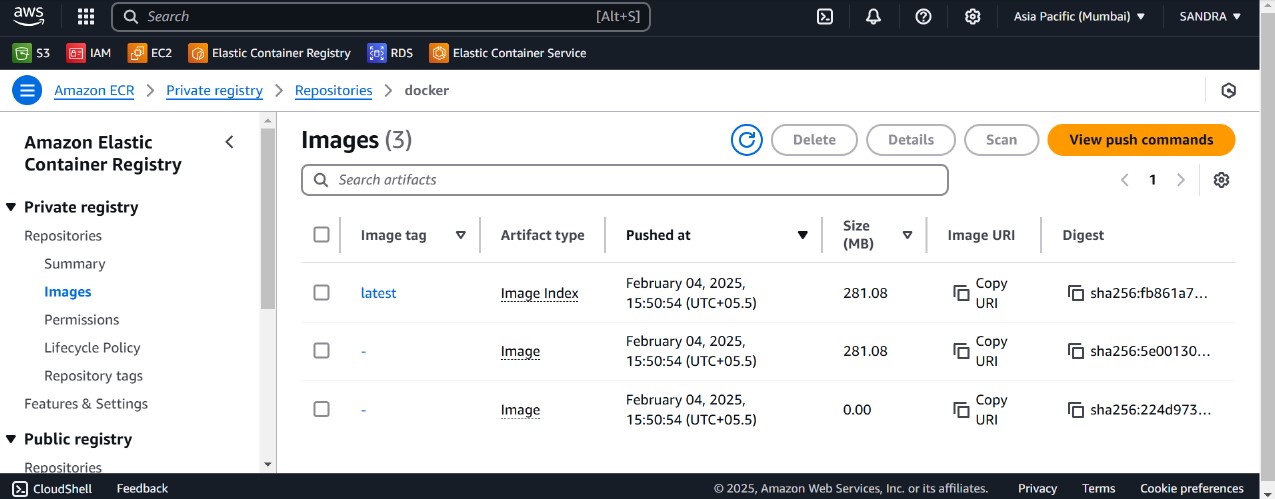 aws
Search [Alt+S] Asia Pacific (Mumbai) ▼ SANDRA ▼
S3 IAM EC2 Elastic Container Registry RDS Elastic Container Service
Amazon ECR > Private registry > Repositories > docker
Amazon Elastic
Container Registry
▼ Private registry
Repositories
Summary
Images
Permissions
Lifecycle Policy
Repository tags
Features & Settings
▼ Public registry
Repositories
Images (3)
Delete Details Scan View push commands
Search artifacts
< 1 >
Image tag Artifact type Pushed at Size
(MB) Image URI Digest
latest Image Index February 04, 2025,
15:50:54 (UTC+05.5) 281.08 Copy
URI sha256:fb861a7...
- Image February 04, 2025,
15:50:54 (UTC+05.5) 281.08 Copy
URI sha256:5e00130...
- Image February 04, 2025,
15:50:54 (UTC+05.5) 0.00 Copy
URI sha256:224d973...
CloudShell Feedback © 2025, Amazon Web Services, Inc. or its affiliates. Privacy Terms Cookie preferences